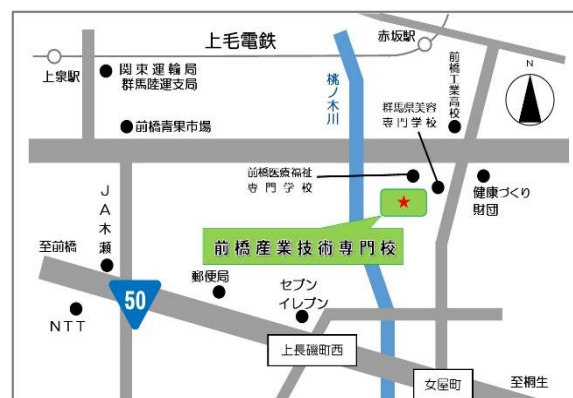 上毛電鉄
赤坂駅
上泉駅
関東運輸局
群馬陸運支局
桃ノ木川
前橋工業高校
N
群馬県美容
専門学校
前橋青果市場
前橋医療福祉
専門学校
健康づくり
財団
JA木瀬
前橋産業技術専門校
至前橋
郵便局
セブン
イレブン
50
NTT
上長磯町西
女屋町
至桐生